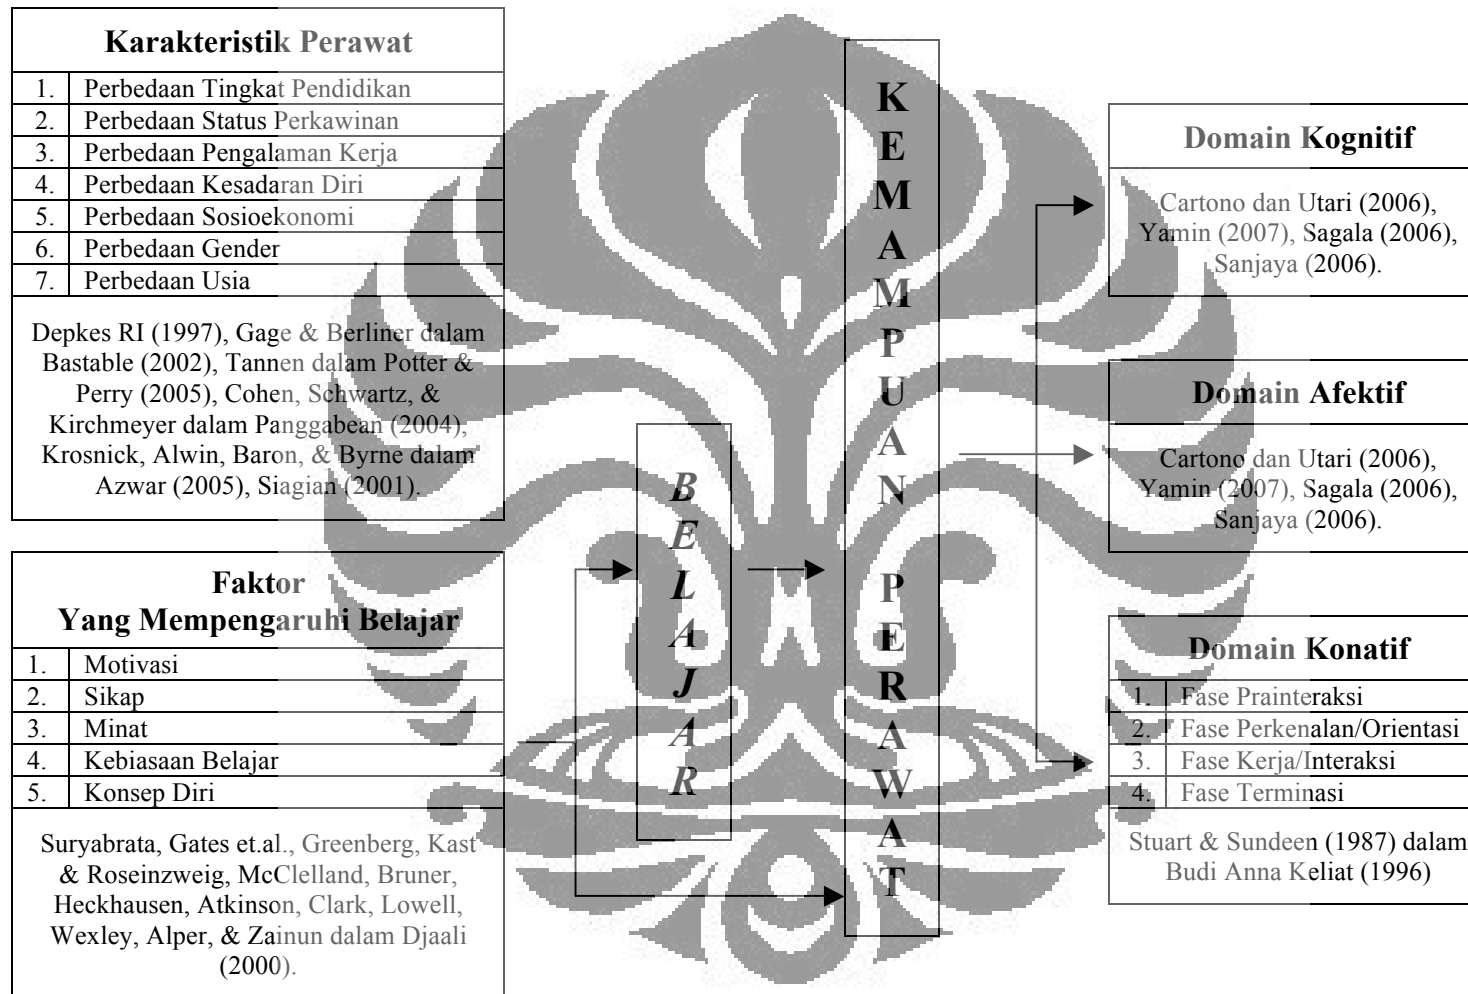 Karakteristik Perawat
1. Perbedaan Tingkat Pendidikan
2. Perbedaan Status Perkawinan
3. Perbedaan Pengalaman Kerja
4. Perbedaan Kesadaran Diri
5. Perbedaan Sosioekonomi
6. Perbedaan Gender
7. Perbedaan Usia
Depkes RI (1997), Gage & Berliner dalam
Bastable (2002), Tannen dalam Potter &
Perry (2005), Cohen, Schwartz, &
Kirchmeyer dalam Panggabean (2004),
Krosnick, Alwin, Baron, & Byrne dalam
Azwar (2005), Siagian (2001).
Faktor
Yang Mempengaruhi Belajar
1. Motivasi
2. Sikap
3. Minat
4. Kebiasaan Belajar
5. Konsep Diri
Suryabrata, Gates et.al., Greenberg, Kast
& Roseinzweig, McClelland, Bruner,
Heckhausen, Atkinson, Clark, Lowell,
Wexley, Alper, & Zainun dalam Djaali
(2000).
BELAJAR
KEMAMPUAN PERAWAT
Domain Kognitif
Cartono dan Utari (2006),
Yamin (2007), Sagala (2006),
Sanjaya (2006).
Domain Afektif
Cartono dan Utari (2006),
Yamin (2007), Sagala (2006),
Sanjaya (2006).
Domain Konatif
1. Fase Prainteraksi
2. Fase Perkenalan/Orientasi
3. Fase Kerja/Interaksi
4. Fase Terminasi
Stuart & Sundeen (1987) dalam
Budi Anna Keliat (1996)